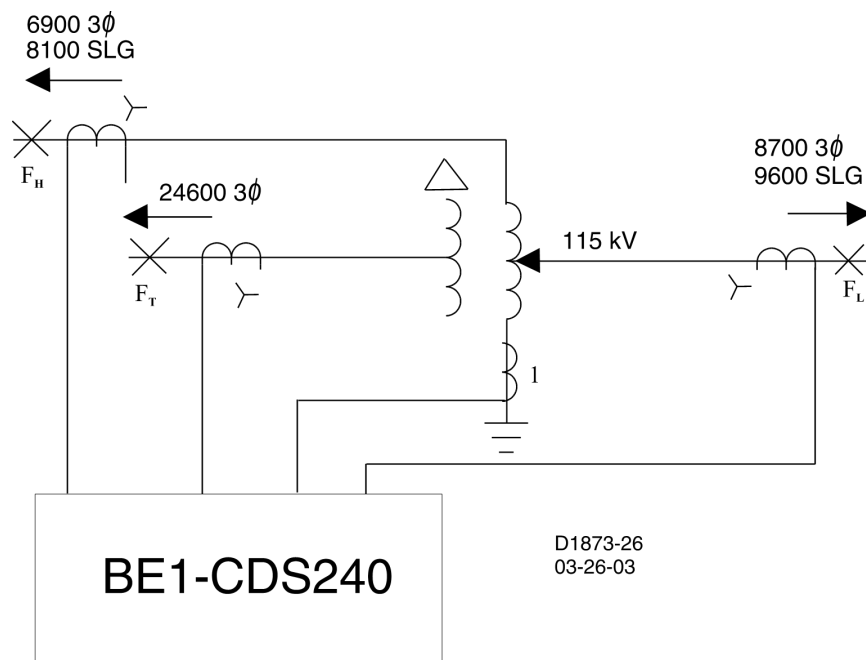 6900 3ϕ
8100 SLG
F_H
24600 3ϕ
F_T
115 kV
8700 3ϕ
9600 SLG
F_L
1
BE1-CDS240
D1873-26
03-26-03